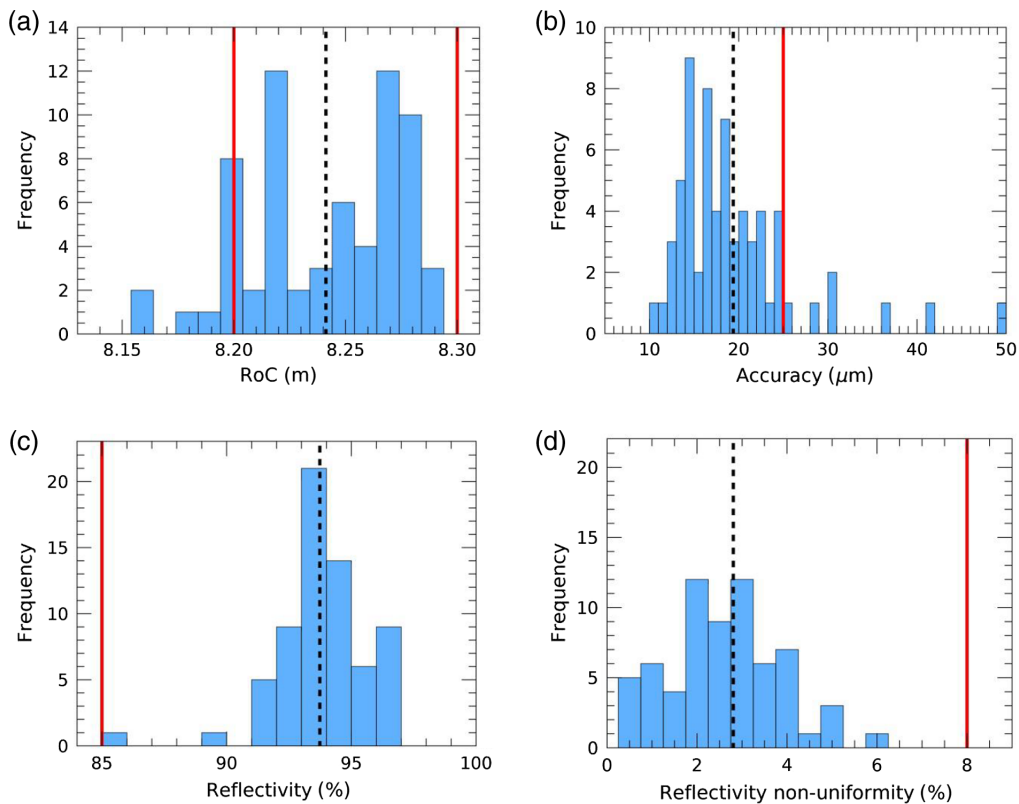 (a)
14
12
10
8
6
4
2
0
Frequency
8.15 8.20 8.25 8.30
RoC (m)
(b)
10
8
6
4
2
0
Frequency
10 20 30 40 50
Accuracy (μm)
(c)
20
15
10
5
0
Frequency
85 90 95 100
Reflectivity (%)
(d)
20
15
10
5
0
Frequency
0 2 4 6 8
Reflectivity non-uniformity (%)